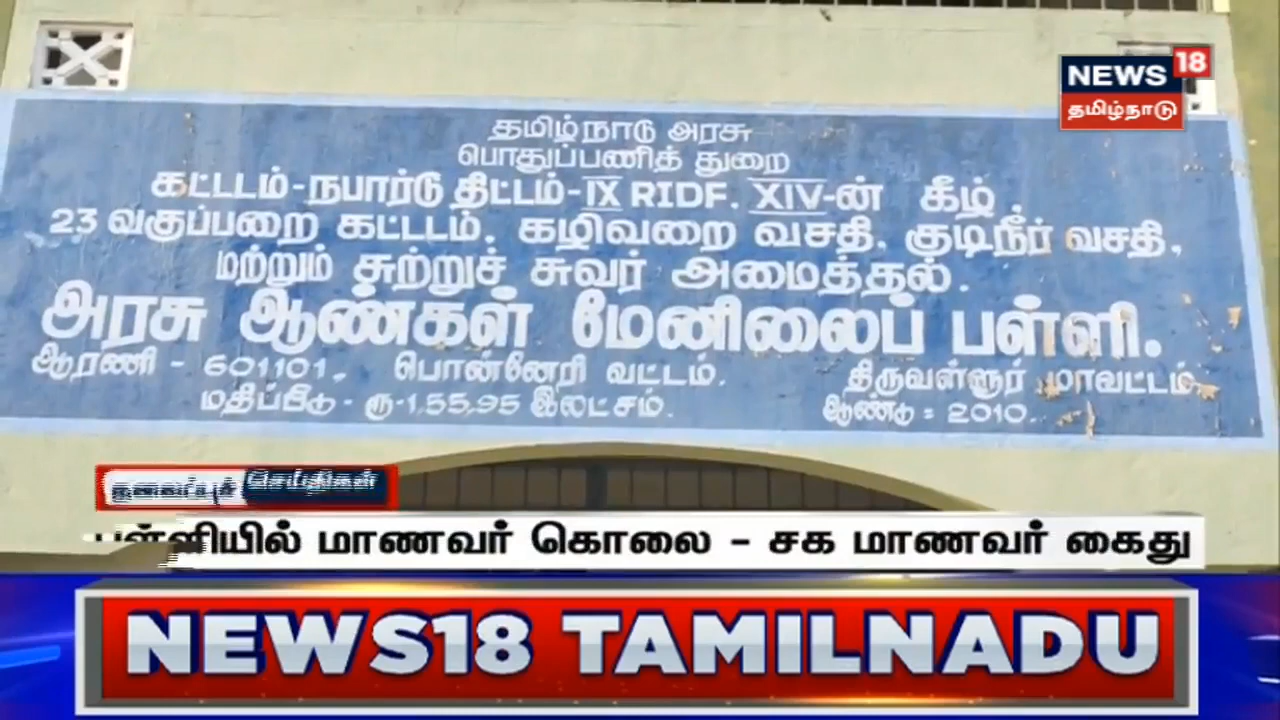 NEWS 18
தமிழ்நாடு
தமிழ்நாடு அரசு
பொதுப்பணித் துறை
கட்டடம்-நபார்டு திட்டம்-IX RIDF. XIV-ன் கீழ்.
23 வகுப்பறை கட்டடம். கழிவறை வசதி. குடிநீர் வசதி,
மற்றும் சுற்றுச் சுவர் அமைத்தல்.
அரசு ஆண்கள் மேனிலைப் பள்ளி.
ஆரணி - 601101. பொன்னேரி வட்டம். திருவள்ளூர் மாவட்டம்.
மதிப்பீடு - ரூ-1,55,95 இலட்சம். ஆண்டு = 2010.
செய்திகள்
பள்ளியில் மாணவர் கொலை - சக மாணவர் கைது
NEWS18 TAMILNADU